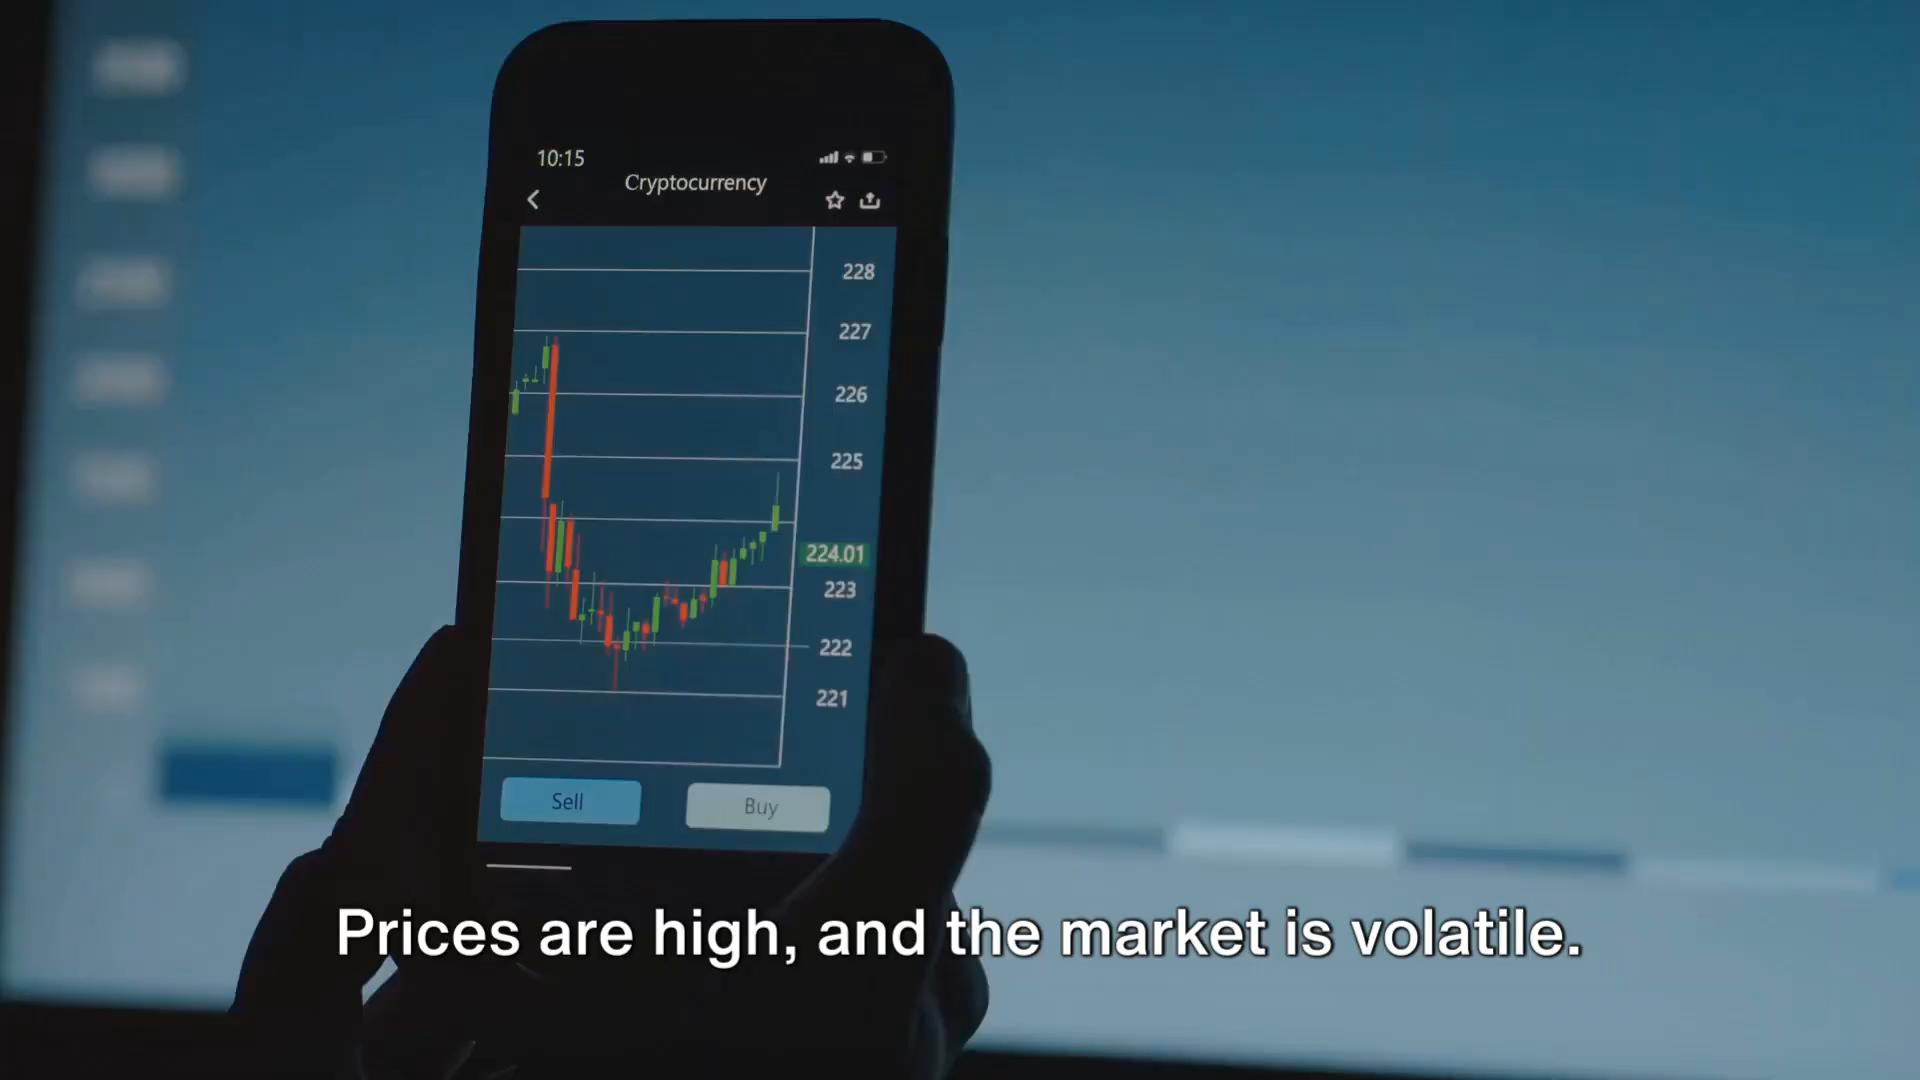 10:15
Cryptocurrency
228
227
226
225
224.01
223
222
221
Sell
Buy
Prices are high, and the market is volatile.